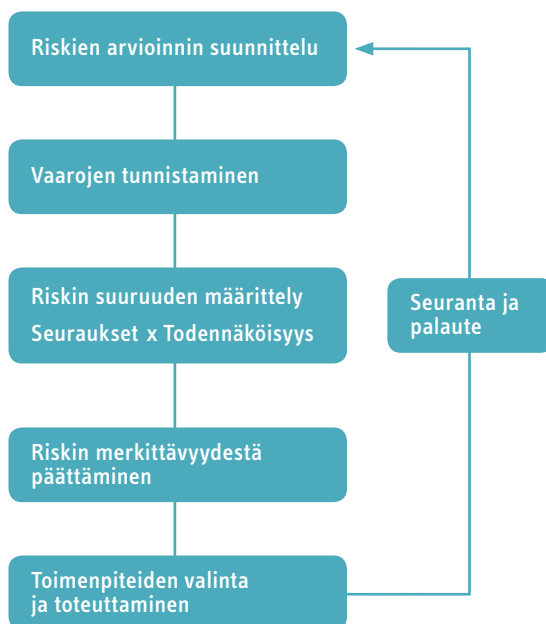 Riskien arvioinnin suunnittelu
Vaarojen tunnistaminen
Riskin suuruuden määrittely
Seuraukset x Todennäköisyys
Riskin merkittävyydestä
päättäminen
Toimenpiteiden valinta
ja toteuttaminen
Seuranta ja
palaute